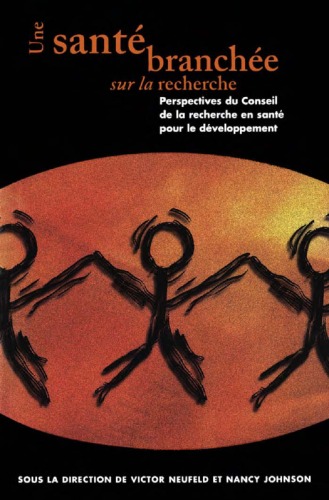 Une
santé
branchée
sur la recherche
Perspectives du Conseil
de la recherche en santé
pour le développement
SOUS LA DIRECTION DE VICTOR NEUFELD ET NANCY JOHNSON